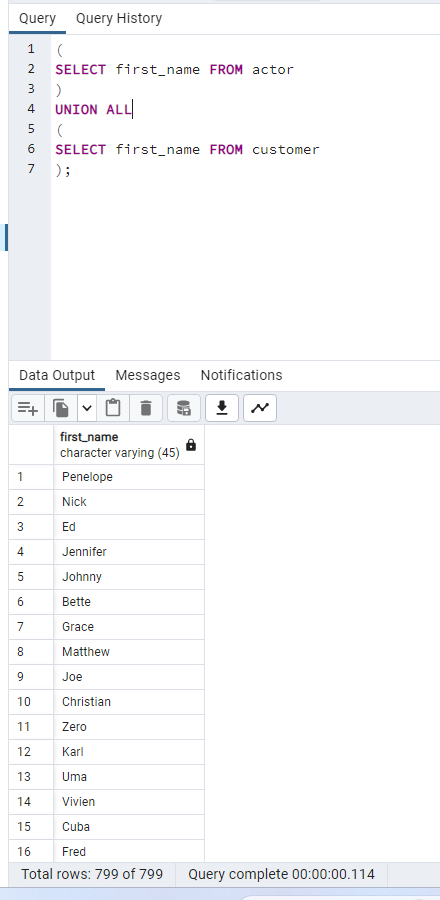 Query Query History
1 (
2 SELECT first_name FROM actor
3 )
4 UNION ALL
5 (
6 SELECT first_name FROM customer
7 );
Data Output Messages Notifications
first_name
character varying (45)
1 Penelope
2 Nick
3 Ed
4 Jennifer
5 Johnny
6 Bette
7 Grace
8 Matthew
9 Joe
10 Christian
11 Zero
12 Karl
13 Uma
14 Vivien
15 Cuba
16 Fred
Total rows: 799 of 799 Query complete 00:00:00.114